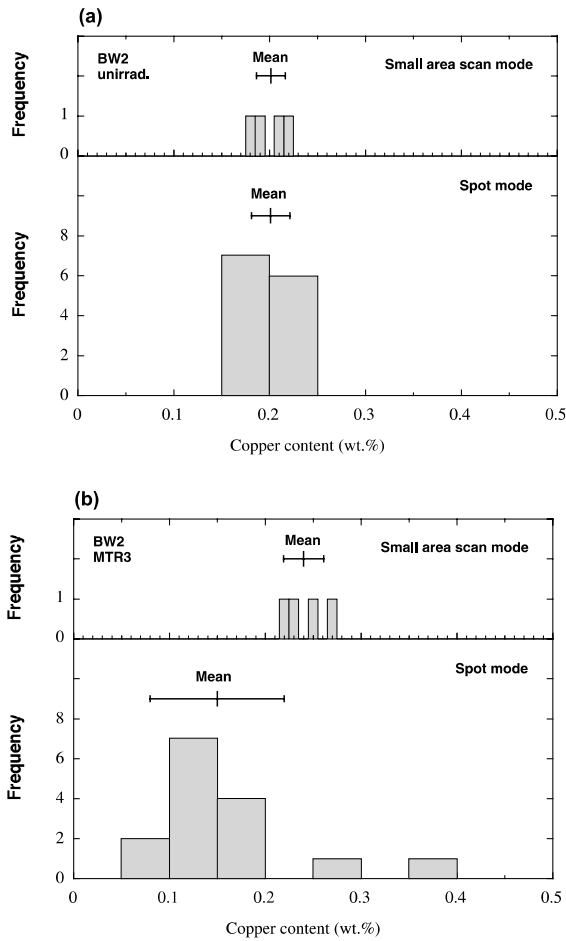 (a)
BW2
unirrad.
Mean
Small area scan mode
Frequency
1
0
Spot mode
Mean
Frequency
8
6
4
2
0
0 0.1 0.2 0.3 0.4 0.5
Copper content (wt.%)
(b)
BW2
MTR3
Mean
Small area scan mode
Frequency
1
0
Spot mode
Mean
Frequency
8
6
4
2
0
0 0.1 0.2 0.3 0.4 0.5
Copper content (wt.%)